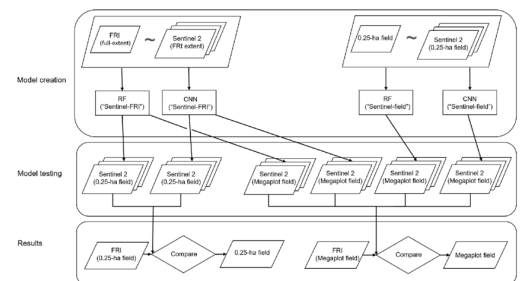 FRI
(full-extent)
~
Sentinel 2
(FRI extent)
0.25-ha field
~
Sentinel 2
(0.25-ha field)
Model creation
RF
("Sentinel-FRI")
CNN
("Sentinel-FRI")
RF
("Sentinel-field")
CNN
("Sentinel-field")
Model testing
Sentinel 2
(0.25-ha field)
Sentinel 2
(0.25-ha field)
Sentinel 2
(Megaplot field)
Sentinel 2
(Megaplot field)
Sentinel 2
(Megaplot field)
Sentinel 2
(Megaplot field)
Results
FRI
(0.25-ha field)
Compare
0.25-ha field
FRI
(Megaplot field)
Compare
Megaplot field